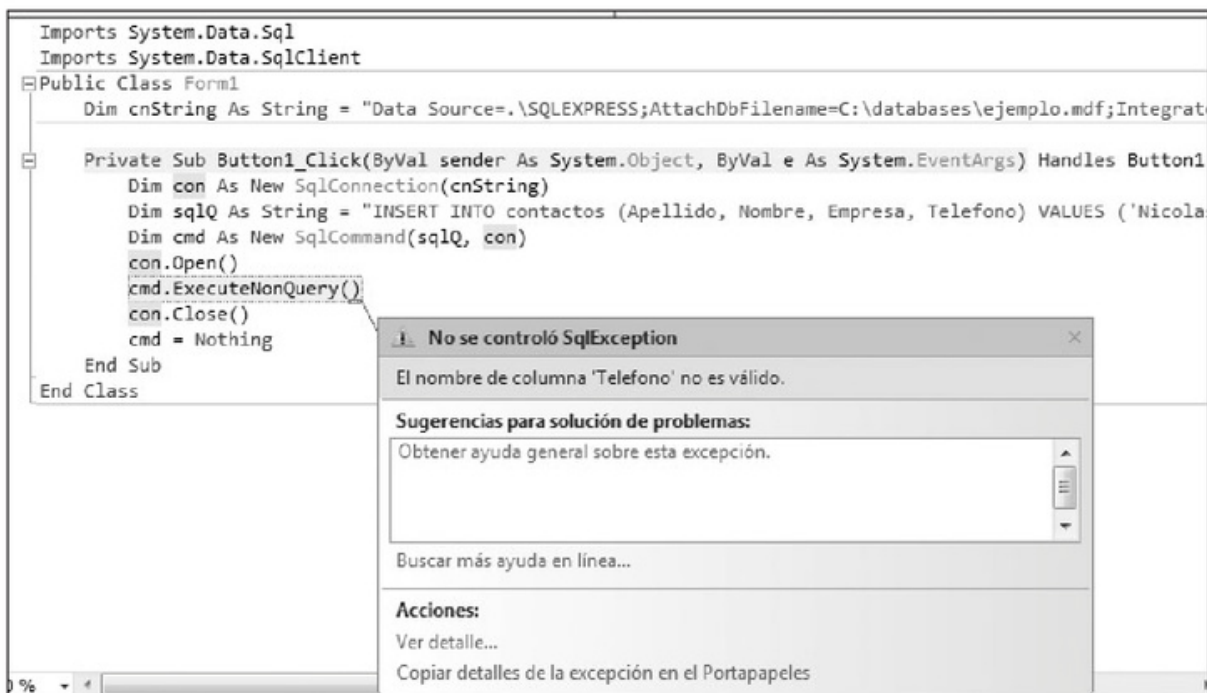 Imports System.Data.Sql
Imports System.Data.SqlClient
Public Class Form1
Dim cnString As String = "Data Source=.\SQLEXPRESS;AttachDbFilename=C:\databases\ejemplo.mdf;Integrat
Private Sub Button1_Click(ByVal sender As System.Object, ByVal e As System.EventArgs) Handles Button1
Dim con As New SqlConnection(cnString)
Dim sqlQ As String = "INSERT INTO contactos (Apellido, Nombre, Empresa, Telefono) VALUES ('Nicola
Dim cmd As New SqlCommand(sqlQ, con)
con.Open()
cmd.ExecuteNonQuery()
con.Close()
cmd = Nothing
End Sub
End Class
No se controló SqlException
El nombre de columna 'Telefono' no es válido.
Sugerencias para solución de problemas:
Obtener ayuda general sobre esta excepción.
Buscar más ayuda en línea...
Acciones:
Ver detalle...
Copiar detalles de la excepción en el Portapapeles